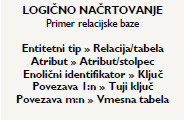 LOGIČNO NAČRTOVANJE
Primer relacijske baze
Entitetni tip » Relacija/tabela
Atribut » Atribut/stolpec
Enolični identifikator » Ključ
Povezava 1:n » Tuji ključ
Povezava m:n » Vmesna tabela